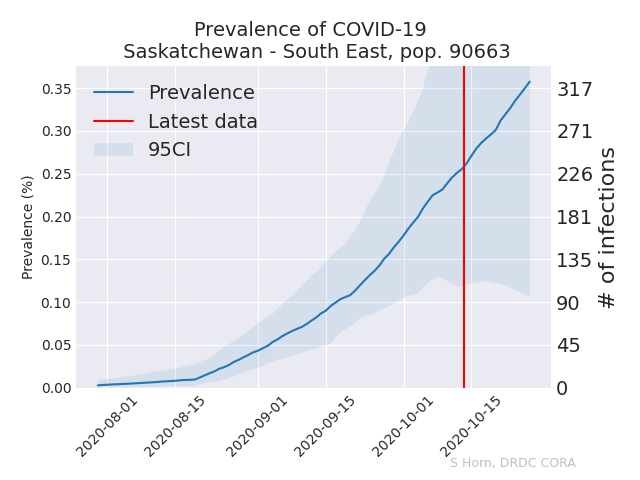 Prevalence of COVID-19
Saskatchewan - South East, pop. 90663
Prevalence
Latest data
95CI
Prevalence (%)
0.35
0.30
0.25
0.20
0.15
0.10
0.05
0.00
317
271
226
181
135
90
45
0
# of infections
2020-08-01
2020-08-15
2020-09-01
2020-09-15
2020-10-01
2020-10-15
S Horn, DRDC CORA